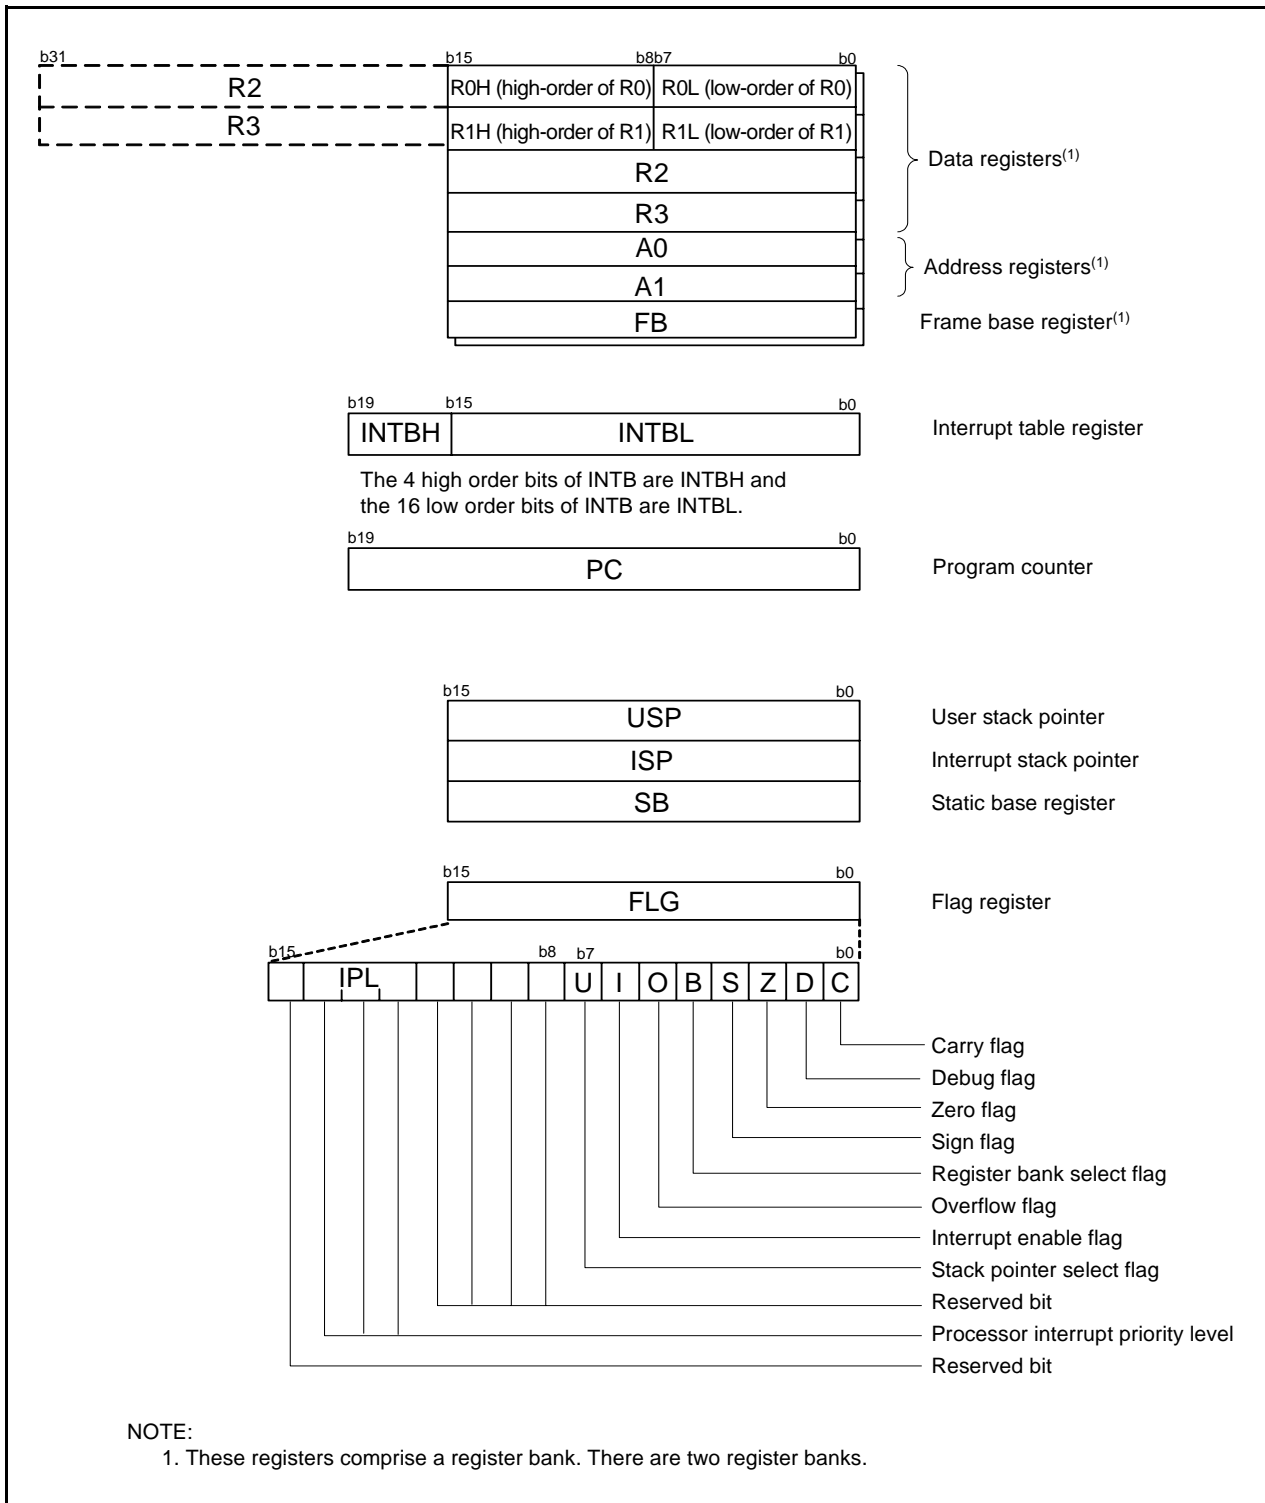 b31 b15 b8b7 b0
R2 R0H (high-order of R0) R0L (low-order of R0)
R3 R1H (high-order of R1) R1L (low-order of R1)
R2
R3
Data registers(1)
A0
A1
Address registers(1)
FB Frame base register(1)
b19 b15 b0
INTBH INTBL Interrupt table register
The 4 high order bits of INTB are INTBH and
the 16 low order bits of INTB are INTBL.
b19 b0
PC Program counter
b15 b0
USP User stack pointer
ISP Interrupt stack pointer
SB Static base register
b15 b0
FLG Flag register
b15 b8 b7 b0
IPL U I O B S Z D C
Carry flag
Debug flag
Zero flag
Sign flag
Register bank select flag
Overflow flag
Interrupt enable flag
Stack pointer select flag
Reserved bit
Processor interrupt priority level
Reserved bit
NOTE:
1. These registers comprise a register bank. There are two register banks.